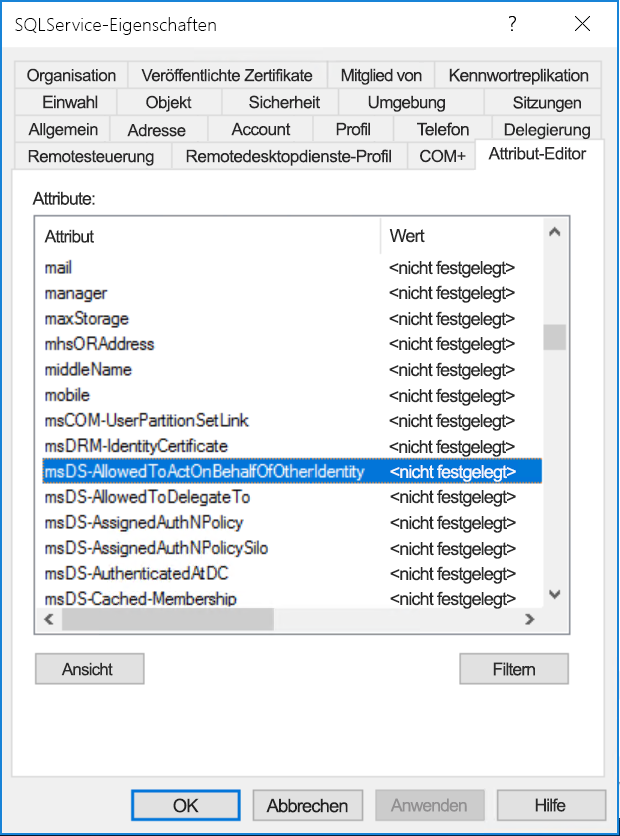 SQLService-Eigenschaften ?
Organisation Veröffentlichte Zertifikate Mitglied von Kennwortreplikation
Einwahl Objekt Sicherheit Umgebung Sitzungen
Allgemein Adresse Account Profil Telefon Delegierung
Remotesteuerung Remotedesktopdienste-Profil COM+ Attribut-Editor
Attribute:
Attribut Wert
mail <nicht festgelegt>
manager <nicht festgelegt>
maxStorage <nicht festgelegt>
mhsORAddress <nicht festgelegt>
middleName <nicht festgelegt>
mobile <nicht festgelegt>
msCOM-UserPartitionSetLink <nicht festgelegt>
msDRM-IdentityCertificate <nicht festgelegt>
msDS-AllowedToActOnBehalfOfOtherIdentity <nicht festgelegt>
msDS-AllowedToDelegateTo <nicht festgelegt>
msDS-AssignedAuthNPolicy <nicht festgelegt>
msDS-AssignedAuthNPolicySilo <nicht festgelegt>
msDS-AuthenticatedAtDC <nicht festgelegt>
msDS-Cached-Membership <nicht festgelegt>
Ansicht Filtern
OK Abbrechen Anwenden Hilfe